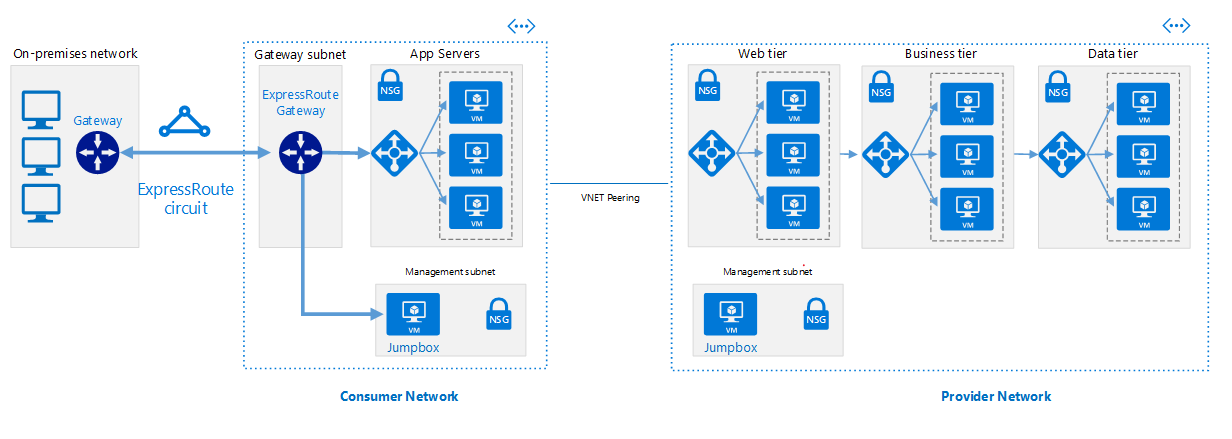 On-premises network
Gateway
ExpressRoute
circuit
Gateway subnet
ExpressRoute
Gateway
App Servers
NSG
VM
VM
VM
Management subnet
VM
NSG
Jumpbox
Consumer Network
VNET Peering
Web tier
NSG
VM
VM
VM
Business tier
NSG
VM
VM
VM
Data tier
NSG
VM
VM
VM
Management subnet
VM
NSG
Jumpbox
Provider Network